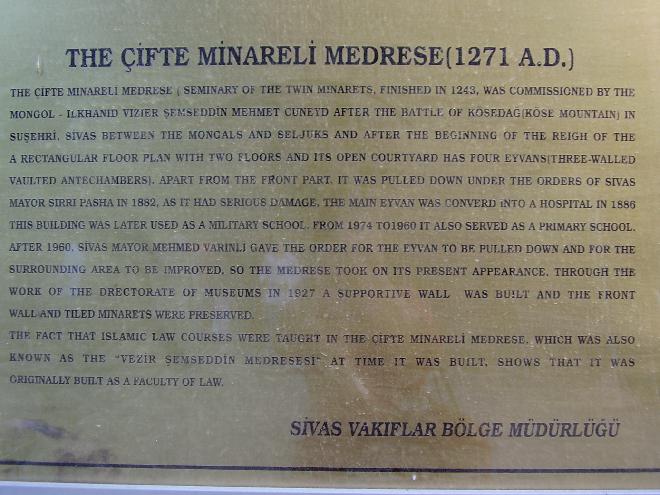 THE ÇİFTE MİNARELİ MEDRESE(1271 A.D.)
THE ÇİFTE MINARELI MEDRESE ( SEMINARY OF THE TWIN MINARETS, FINISHED IN 1243, WAS COMMISSIONED BY THE
MONGOL - ILKHANID VIZIER ŞEMSEDDİN MEHMET CUNEYD AFTER THE BATTLE OF KÖSEDAĞ(KÖSE MOUNTAIN) IN
SUŞEHRİ, SİVAS BETWEEN THE MONGALS AND SELJUKS AND AFTER THE BEGINNING OF THE REIGH OF THE
A RECTANGULAR FLOOR PLAN WITH TWO FLOORS AND ITS OPEN COURTYARD HAS FOUR EYVANS(THREE-WALLED
VAULTED ANTECHAMBERS). APART FROM THE FRONT PART, IT WAS PULLED DOWN UNDER THE ORDERS OF SIVAS
MAYOR SIRRI PASHA IN 1882, AS IT HAD SERIOUS DAMAGE, THE MAIN EYVAN WAS CONVERD İNTO A HOSPITAL IN 1886
THIS BUILDING WAS LATER USED AS A MILITARY SCHOOL. FROM 1974 TO1960 IT ALSO SERVED AS A PRIMARY SCHOOL.
AFTER 1960, SİVAS MAYOR MEHMED VARINLI GAVE THE ORDER FOR THE EYVAN TO BE PULLED DOWN AND FOR THE
SURROUNDING AREA TO BE IMPROVED, SO THE MEDRESE TOOK ON ITS PRESENT APPEARANCE. THROUGH THE
WORK OF THE DRECTORATE OF MUSEUMS IN 1927 A SUPPORTIVE WALL WAS BUILT AND THE FRONT
WALL AND TILED MINARETS WERE PRESERVED.
THE FACT THAT ISLAMIC LAW COURSES WERE TAUGHT IN THE ÇİFTE MİNARELİ MEDRESE, WHICH WAS ALSO
KNOWN AS THE "VEZIR ŞEMSEDDİN MEDRESESI" AT TIME IT WAS BUILT, SHOWS THAT IT WAS
ORIGINALLY BUILT AS A FACULTY OF LAW.
SİVAS VAKIFLAR BÖLGE MÜDÜRLÜĞÜ